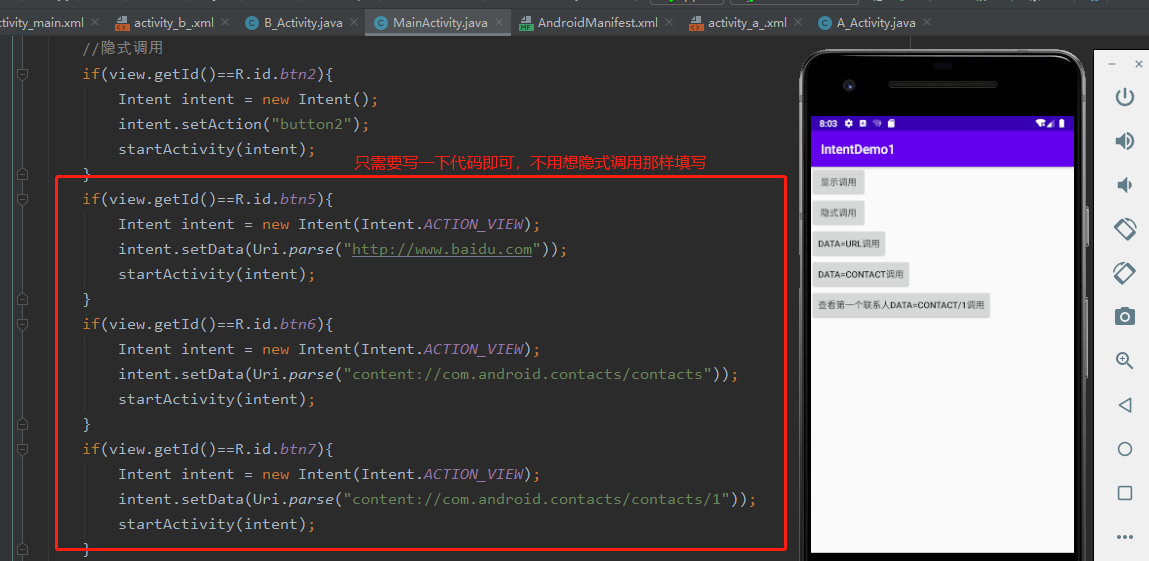 ctivity_main.xml
activity_b_.xml
B_Activity.java
MainActivity.java
AndroidManifest.xml
activity_a_.xml
A_Activity.java
//隐式调用
if(view.getId()==R.id.btn2){
Intent intent = new Intent();
intent.setAction("button2");
startActivity(intent);
}
只需要写一下代码即可，不用想隐式调用那样填写
if(view.getId()==R.id.btn5){
Intent intent = new Intent(Intent.ACTION_VIEW);
intent.setData(Uri.parse("http://www.baidu.com"));
startActivity(intent);
}
if(view.getId()==R.id.btn6){
Intent intent = new Intent(Intent.ACTION_VIEW);
intent.setData(Uri.parse("content://com.android.contacts/contacts"));
startActivity(intent);
}
if(view.getId()==R.id.btn7){
Intent intent = new Intent(Intent.ACTION_VIEW);
intent.setData(Uri.parse("content://com.android.contacts/contacts/1"));
startActivity(intent);
}
8:03
IntentDemo1
显示调用
隐式调用
DATA=URL调用
DATA=CONTACT调用
查看第一个联系人DATA=CONTACT/1调用